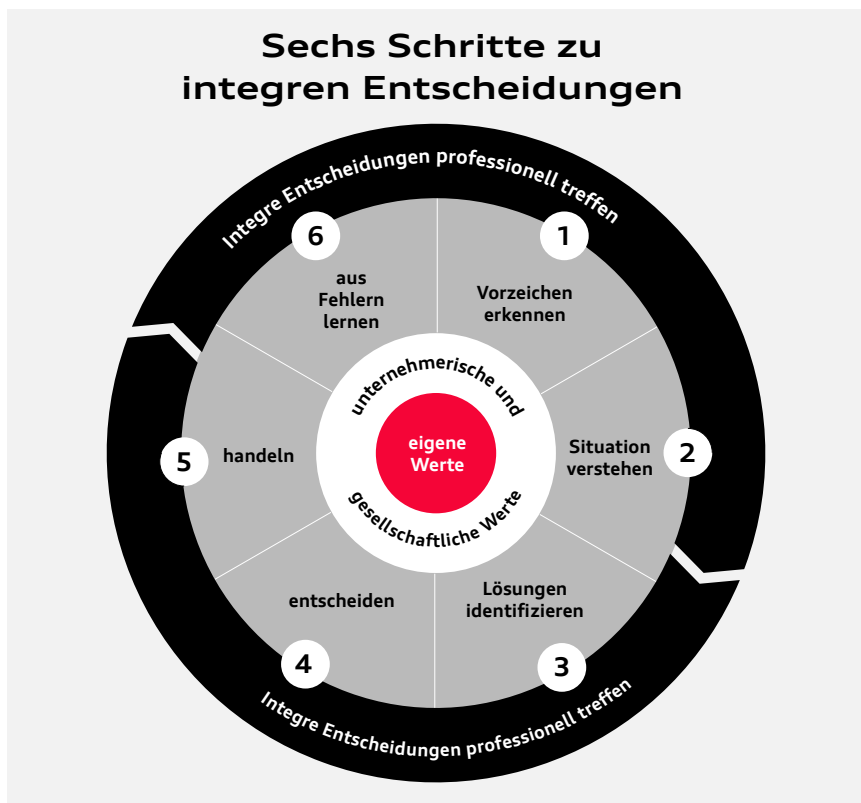 Sechs Schritte zu
integren Entscheidungen
Integre Entscheidungen professionell treffen
1
Vorzeichen
erkennen
2
Situation
verstehen
3
Lösungen
identifizieren
4
entscheiden
5
handeln
6
aus
Fehlern
lernen
unternehmerische und
gesellschaftliche Werte
eigene
Werte
Integre Entscheidungen professionell treffen